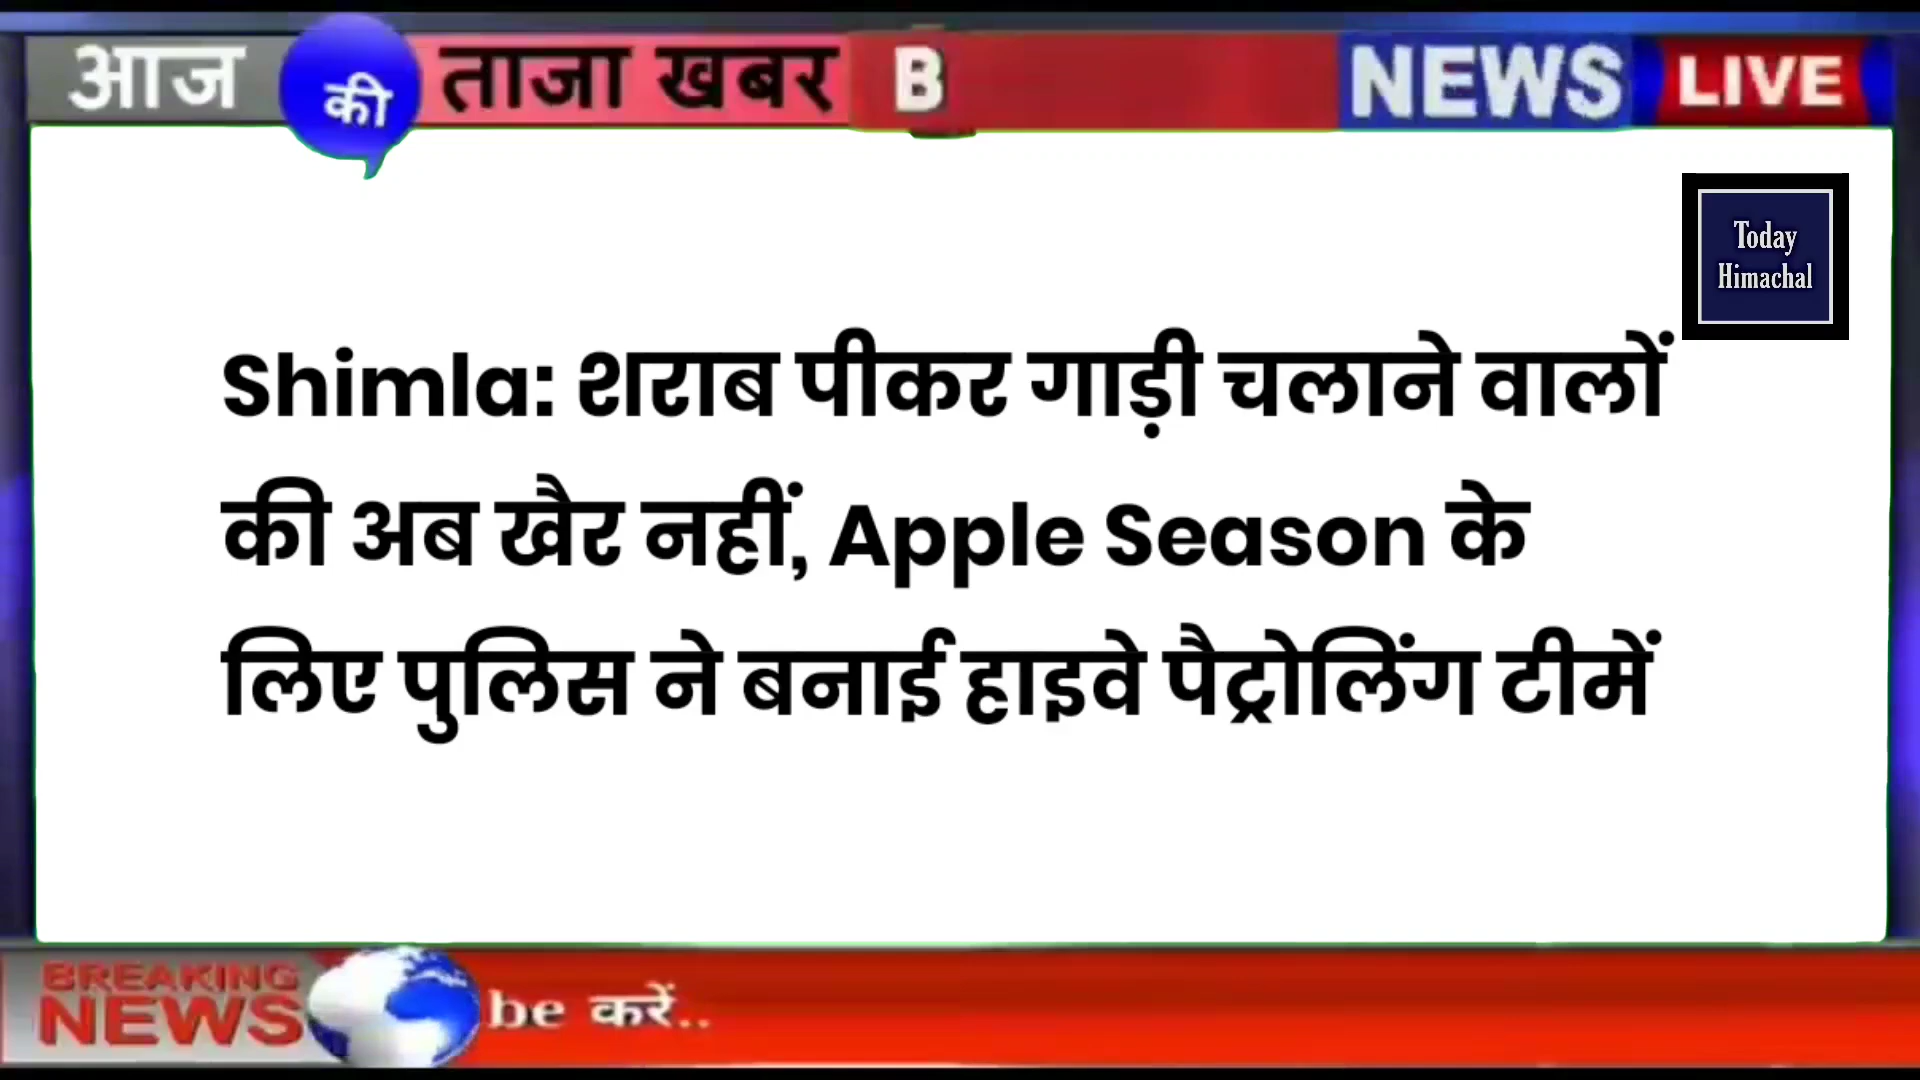 आज की ताजा खबर B NEWS LIVE
Today
Himachal
Shimla: शराब पीकर गाड़ी चलाने वालों
की अब खैर नहीं, Apple Season के
लिए पुलिस ने बनाई हाइवे पैट्रोलिंग टीमें
BREAKING
NEWS
be करें..